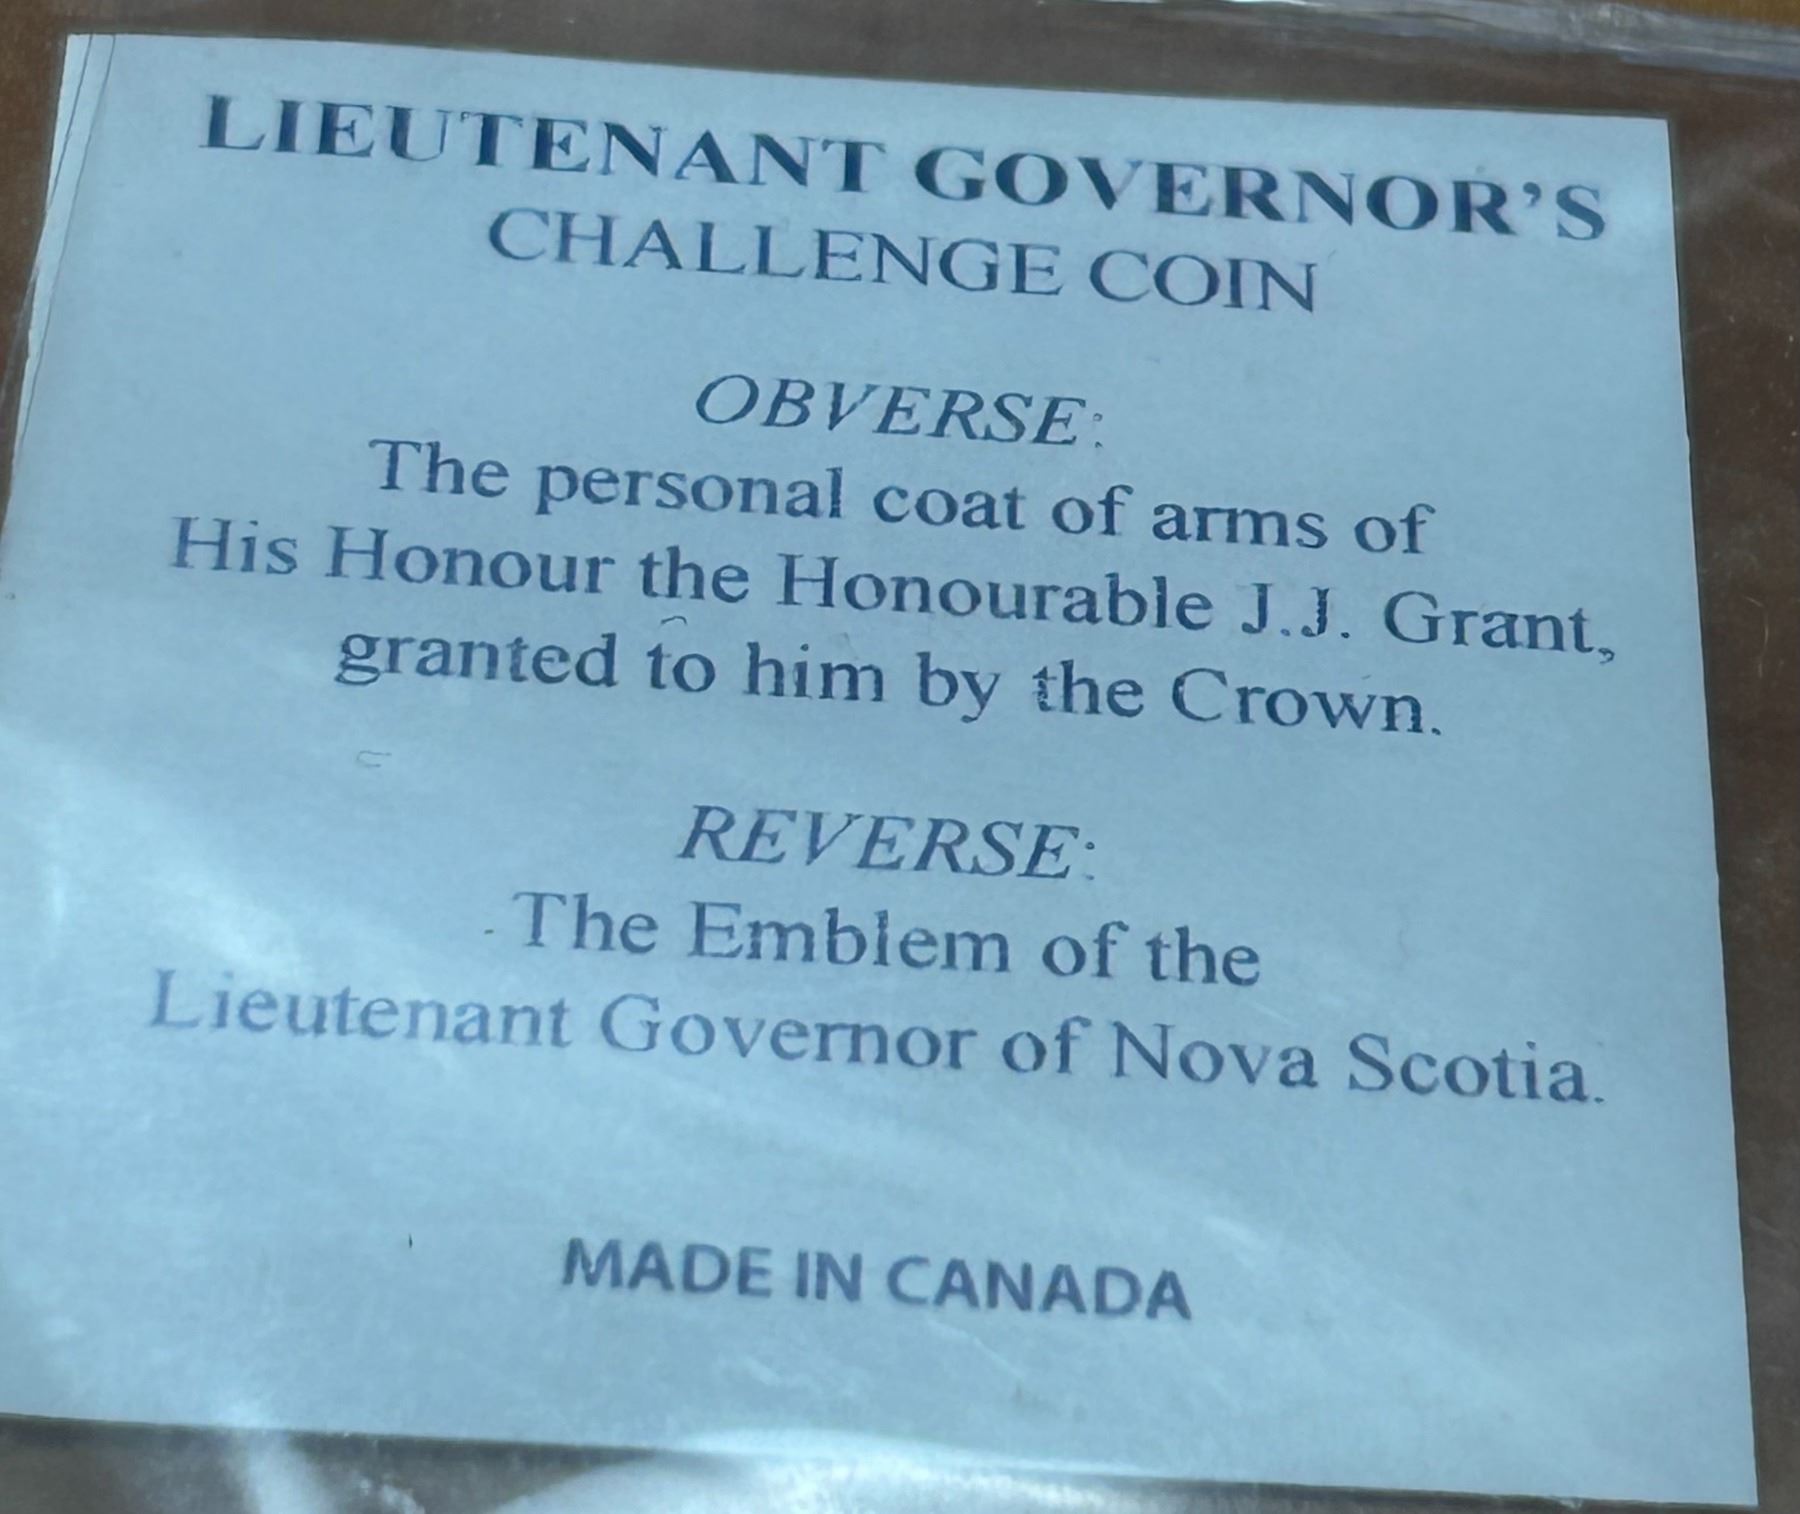 LIEUTENANT GOVERNOR’S
CHALLENGE COIN
OBVERSE:
The personal coat of arms of
His Honour the Honourable J.J. Grant,
granted to him by the Crown.
REVERSE:
The Emblem of the
Lieutenant Governor of Nova Scotia.
MADE IN CANADA